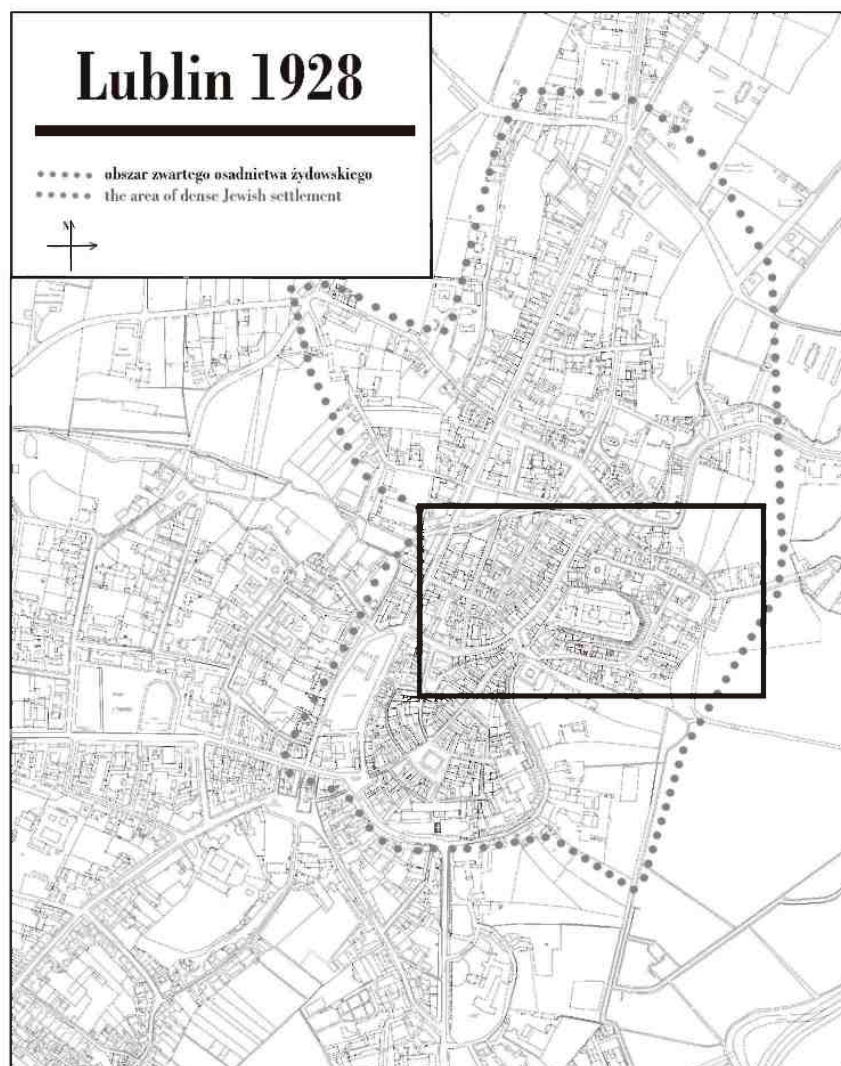 Lublin 1928
obszar zwartego osadnictwa żydowskiego
the area of dense Jewish settlement
N